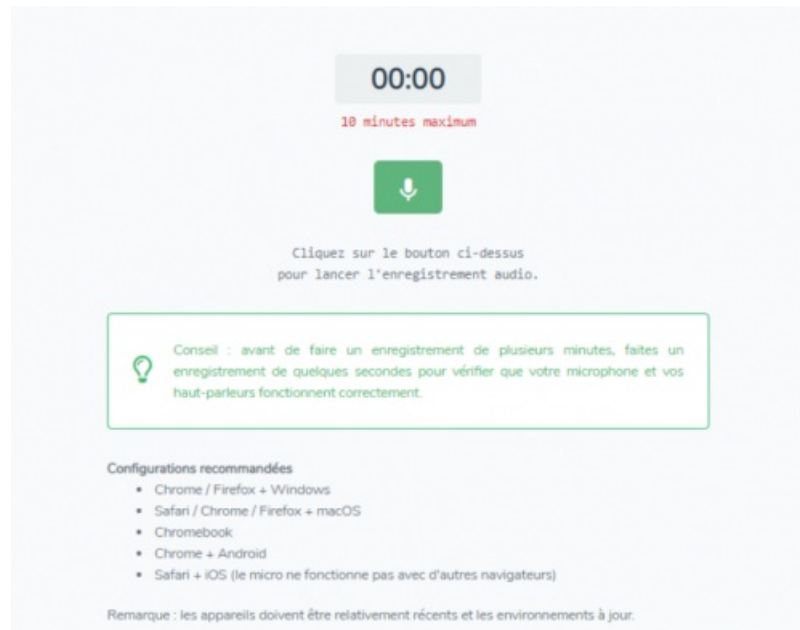 00:00
10 minutes maximum
Cliquez sur le bouton ci-dessus
pour lancer l'enregistrement audio.
Conseil : avant de faire un enregistrement de plusieurs minutes, faites un
enregistrement de quelques secondes pour vérifier que votre microphone et vos
haut-parleurs fonctionnent correctement.
Configurations recommandées
• Chrome / Firefox + Windows
• Safari / Chrome / Firefox + macOS
• Chromebook
• Chrome + Android
• Safari + iOS (le micro ne fonctionne pas avec d'autres navigateurs)
Remarque : les appareils doivent être relativement récents et les environnements à jour.